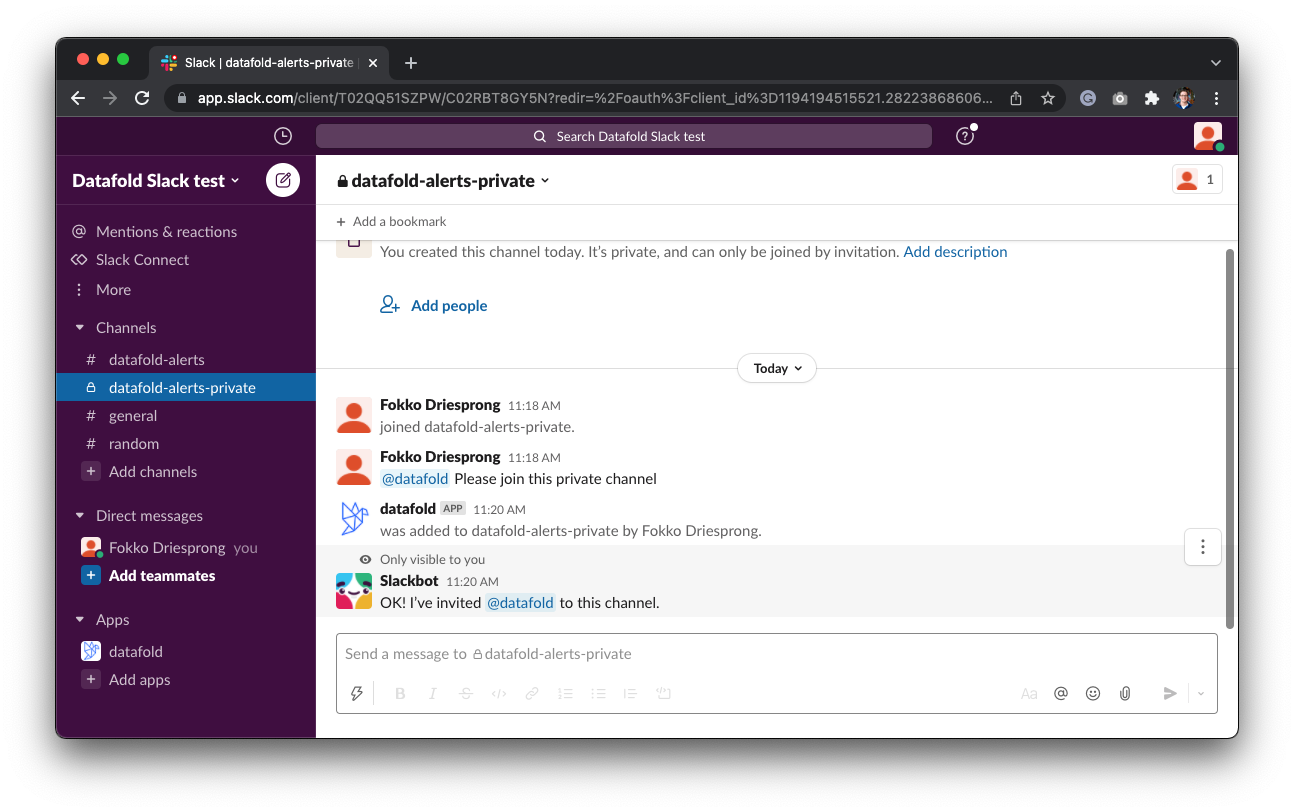 Slack | datafold-alerts-private
app.slack.com/client/T02QQ51SZPW/C02RBT8GY5N?redir=%2Foauth%3Fclient_id%3D1194194515521.28223868606...
Search Datafold Slack test
Datafold Slack test
Mentions & reactions
Slack Connect
More
Channels
# datafold-alerts
datafold-alerts-private
# general
# random
+ Add channels
Direct messages
Fokko Driesprong you
+ Add teammates
Apps
datafold
+ Add apps
datafold-alerts-private
1
+ Add a bookmark
You created this channel today. It’s private, and can only be joined by invitation. Add description
Add people
Today
Fokko Driesprong 11:18 AM
joined datafold-alerts-private.
Fokko Driesprong 11:18 AM
@datafold Please join this private channel
datafold APP 11:20 AM
was added to datafold-alerts-private by Fokko Driesprong.
Only visible to you
Slackbot 11:20 AM
OK! I’ve invited @datafold to this channel.
Send a message to datafold-alerts-private
B I S </> Aa @